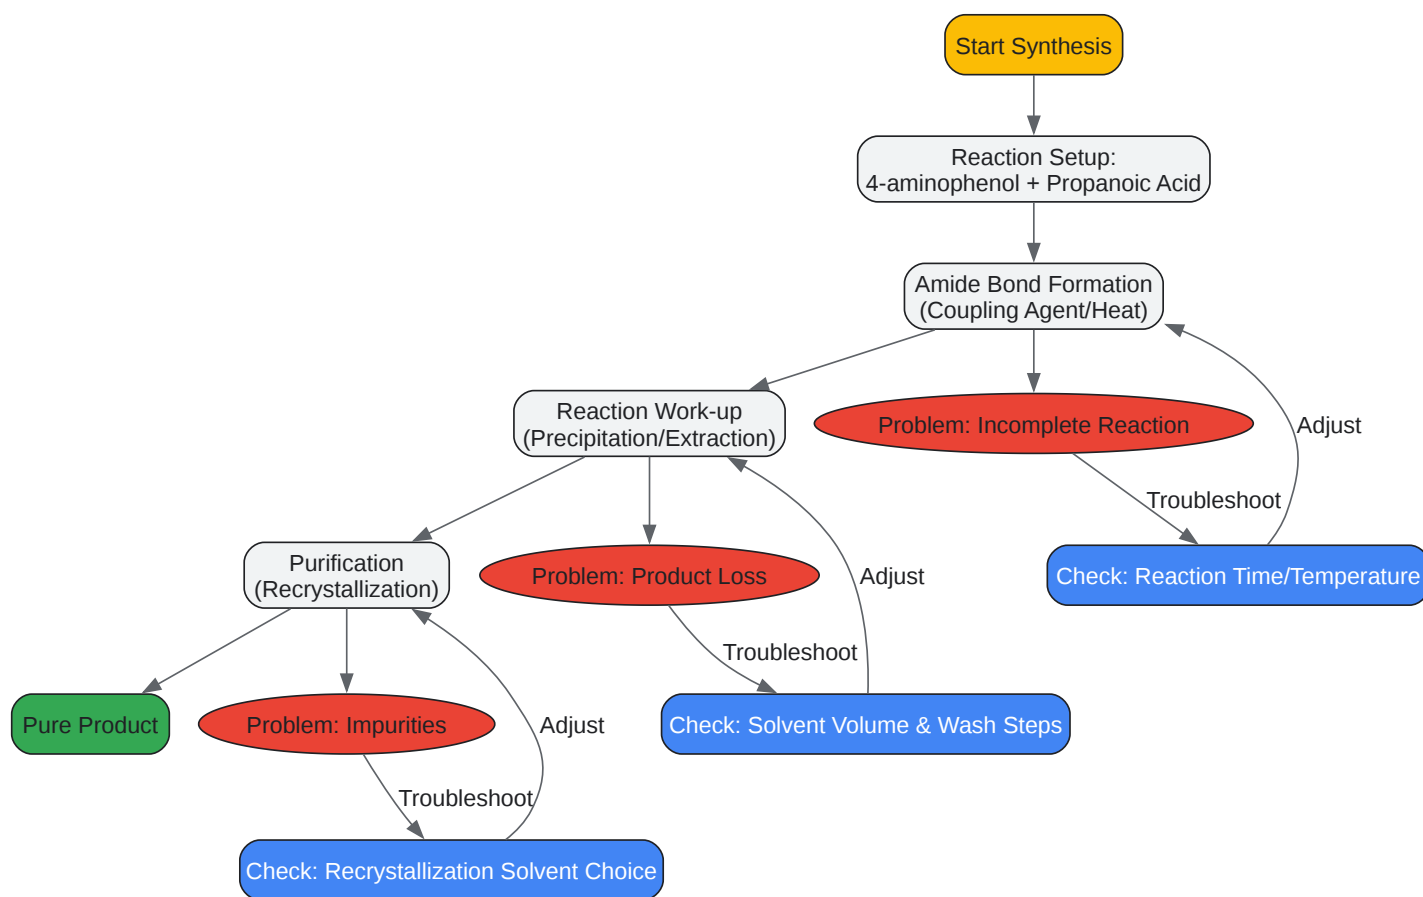 Start Synthesis
Reaction Setup:
4-aminophenol + Propanoic Acid
Amide Bond Formation
(Coupling Agent/Heat)
Reaction Work-up
(Precipitation/Extraction)
Problem: Incomplete Reaction
Adjust
Troubleshoot
Purification
(Recrystallization)
Problem: Product Loss
Adjust
Check: Reaction Time/Temperature
Troubleshoot
Pure Product
Problem: Impurities
Adjust
Check: Solvent Volume & Wash Steps
Troubleshoot
Check: Recrystallization Solvent Choice